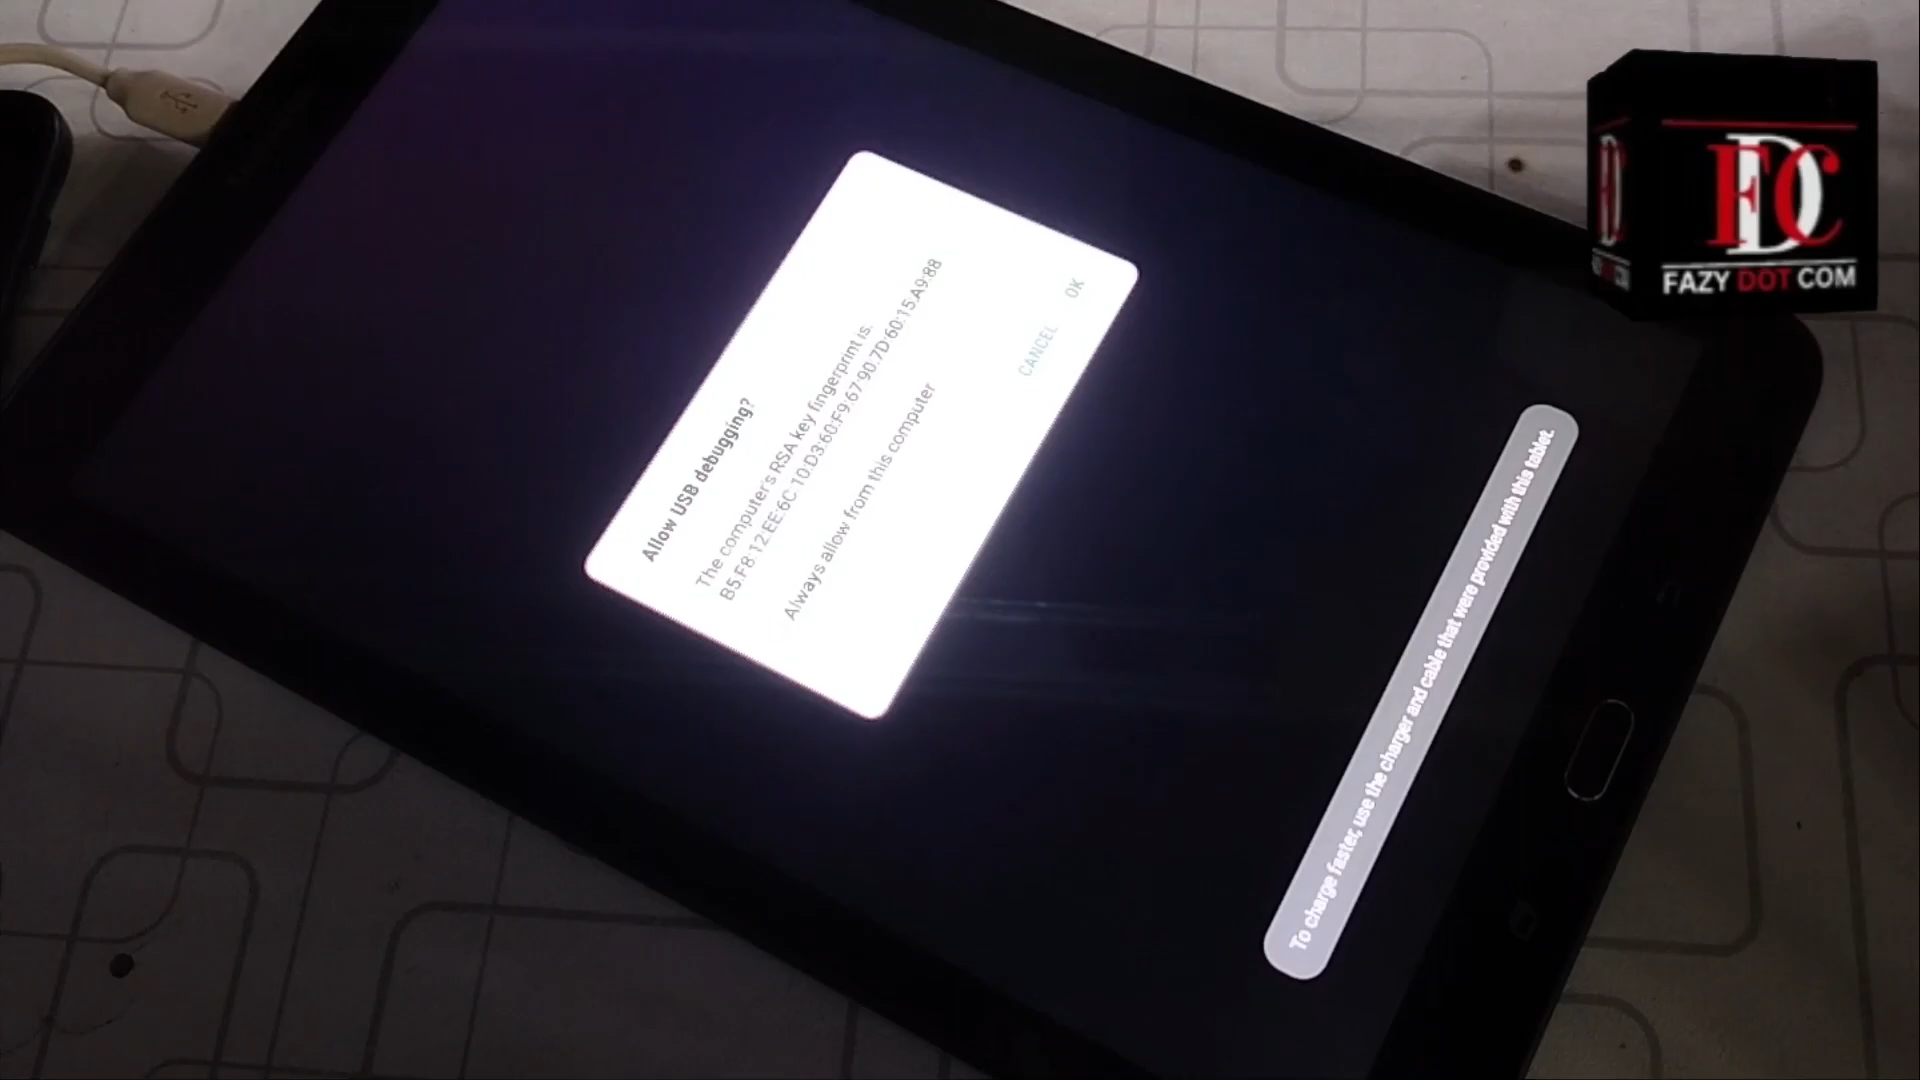 Allow USB debugging?
The computer's RSA key fingerprint is:
B5:F8:12:EE:6C:10:D3:60:F9:67:90:7D:60:15:A9:88
Always allow from this computer
CANCEL OK
To charge faster, use the charger and cable that were provided with this tablet.
FDC
FAZY DOT COM